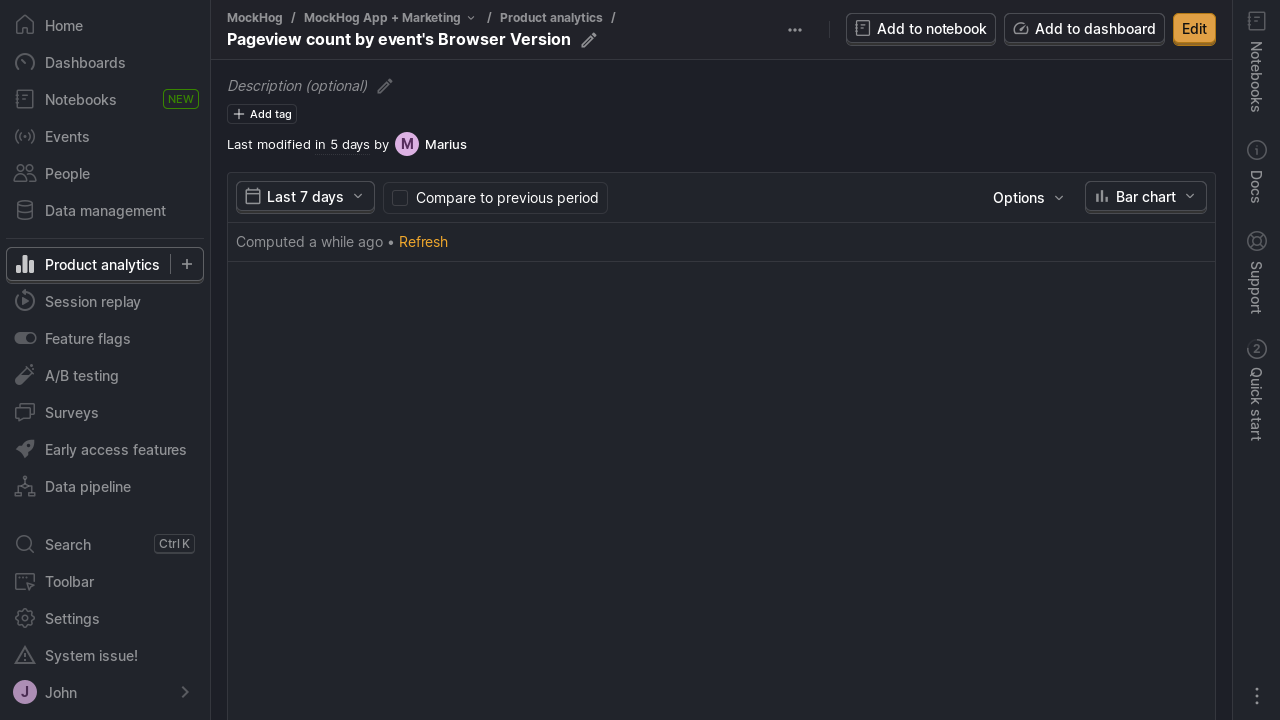 Home
Dashboards
Notebooks NEW
Events
People
Data management
Product analytics
Session replay
Feature flags
A/B testing
Surveys
Early access features
Data pipeline
Search Ctrl K
Toolbar
Settings
System issue!
J John
MockHog / MockHog App + Marketing / Product analytics /
Pageview count by event's Browser Version
Add to notebook
Add to dashboard
Edit
Description (optional)
Add tag
Last modified in 5 days by M Marius
Last 7 days
Compare to previous period
Options
Bar chart
Computed a while ago • Refresh
Notebooks
Docs
Support
2
Quick start